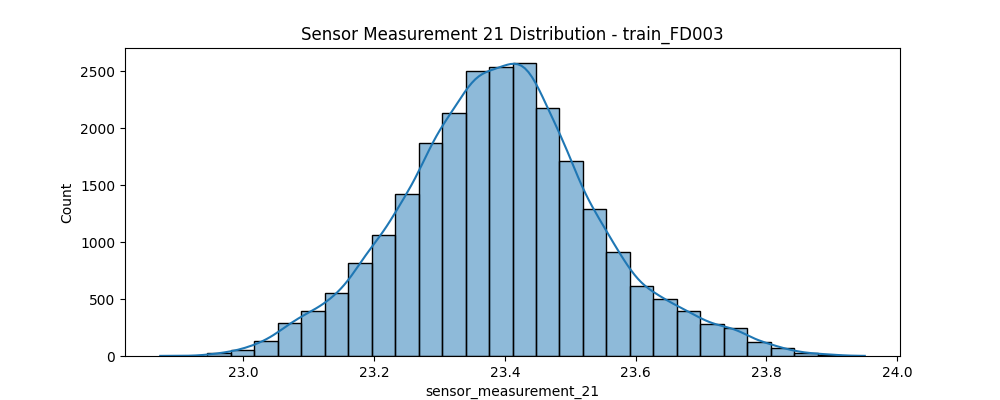 Sensor Measurement 21 Distribution - train_FD003
2500
2000
1500
1000
500
0
Count
23.0 23.2 23.4 23.6 23.8 24.0
sensor_measurement_21